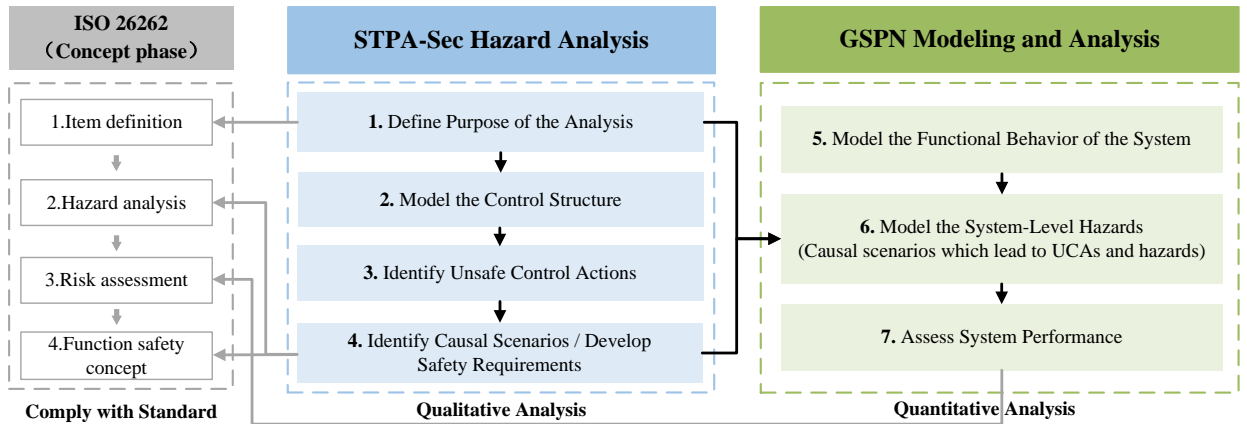 ISO 26262
（Concept phase）
1.Item definition
2.Hazard analysis
3.Risk assessment
4.Function safety
concept
Comply with Standard
STPA-Sec Hazard Analysis
1. Define Purpose of the Analysis
2. Model the Control Structure
3. Identify Unsafe Control Actions
4. Identify Causal Scenarios / Develop
Safety Requirements
Qualitative Analysis
GSPN Modeling and Analysis
5. Model the Functional Behavior of the System
6. Model the System-Level Hazards
(Causal scenarios which lead to UCAs and hazards)
7. Assess System Performance
Quantitative Analysis